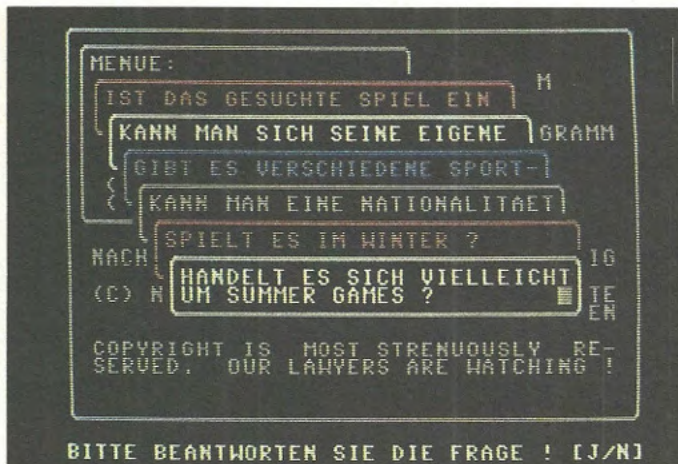 MENUE:
M
IST DAS GESUCHTE SPIEL EIN
KANN MAN SICH SEINE EIGENE
GRAMM
GIBT ES VERSCHIEDENE SPORT-
(
(
KANN MAN EINE NATIONALITAET
SPIELT ES IM WINTER ?
NACH
IG
HANDELT ES SICH VIELLEICHT
UM SUMMER GAMES ?
(C) N
TE
EN
COPYRIGHT IS MOST STRENUOUSLY RE-
SERVED. OUR LAWYERS ARE WATCHING !
BITTE BEANTWORTEN SIE DIE FRAGE ! [J/N]